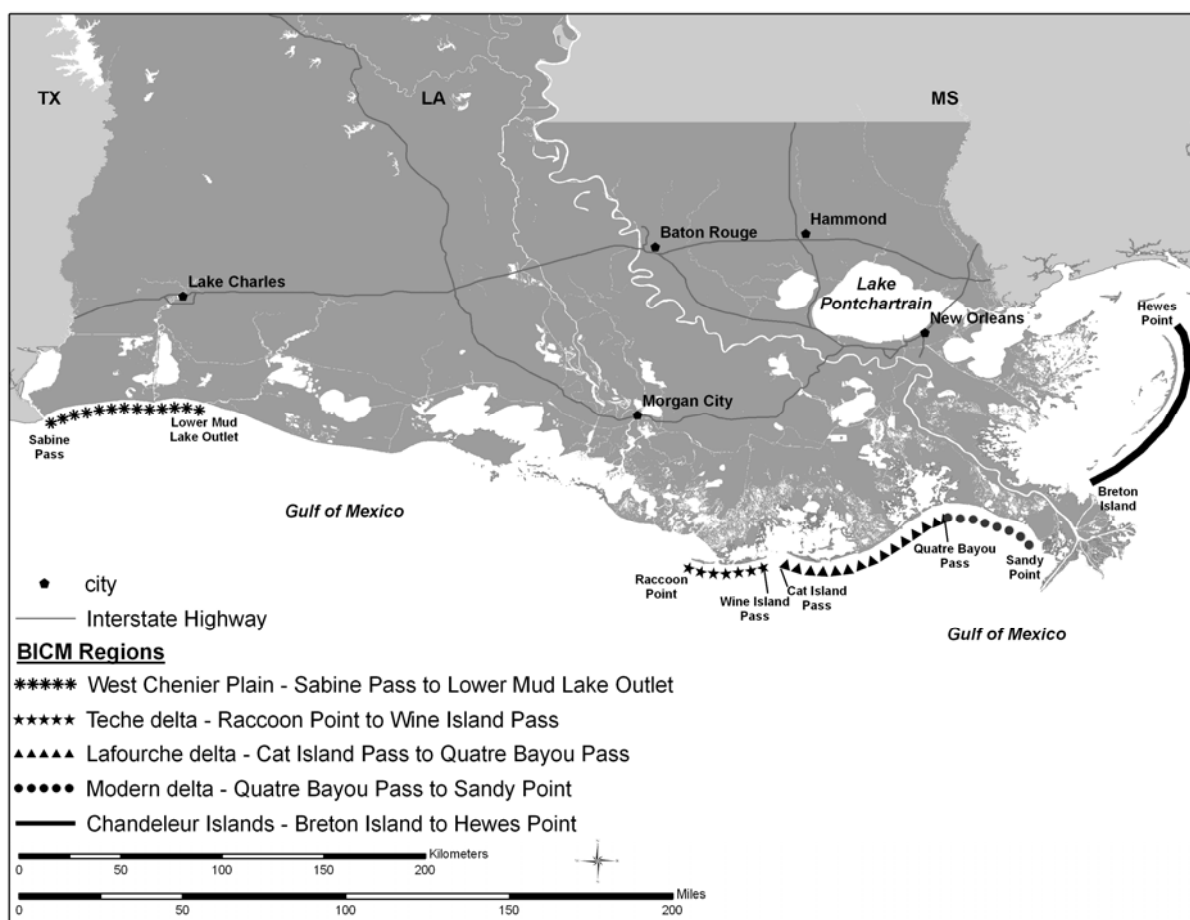 TX
LA
MS
Hammond
Baton Rouge
Lake Charles
Lake
Pontchartrain
New Orleans
Hewes
Point
Morgan City
Sabine
Pass
Lower Mud
Lake Outlet
Breton
Island
Gulf of Mexico
Raccoon
Point
Wine Island
Pass
Cat Island
Pass
Quatre Bayou
Pass
Sandy
Point
Gulf of Mexico
city
Interstate Highway
BICM Regions
West Chenier Plain - Sabine Pass to Lower Mud Lake Outlet
Teche delta - Raccoon Point to Wine Island Pass
Lafourche delta - Cat Island Pass to Quatre Bayou Pass
Modern delta - Quatre Bayou Pass to Sandy Point
Chandeleur Islands - Breton Island to Hewes Point
Kilometers
0 50 100 150 200
Miles
0 50 100 150 200